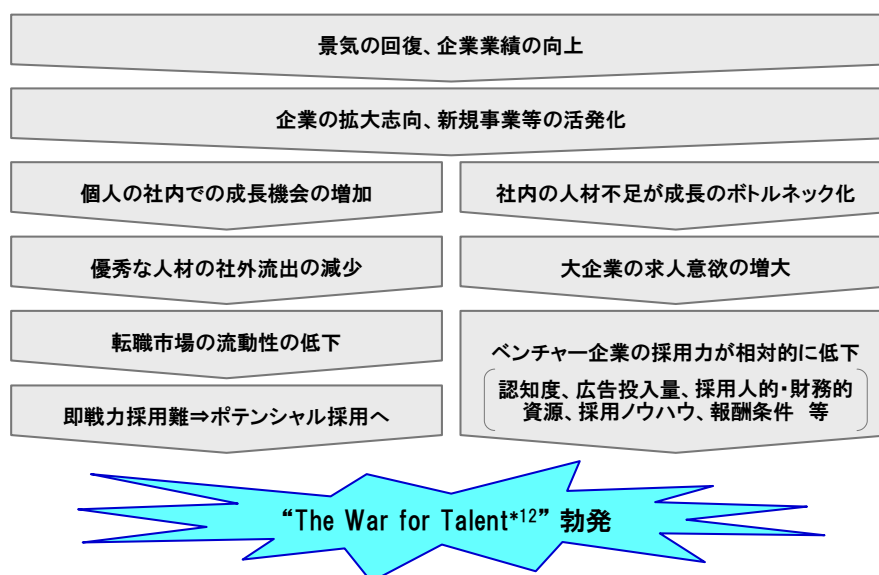 景気の回復、企業業績の向上
企業の拡大志向、新規事業等の活発化
個人の社内での成長機会の増加
優秀な人材の社外流出の減少
転職市場の流動性の低下
即戦力採用難⇒ポテンシャル採用へ
社内の人材不足が成長のボトルネック化
大企業の求人意欲の増大
ベンチャー企業の採用力が相対的に低下
認知度、広告投入量、採用人的・財務的
資源、採用ノウハウ、報酬条件 等
“The War for Talent*12” 勃発